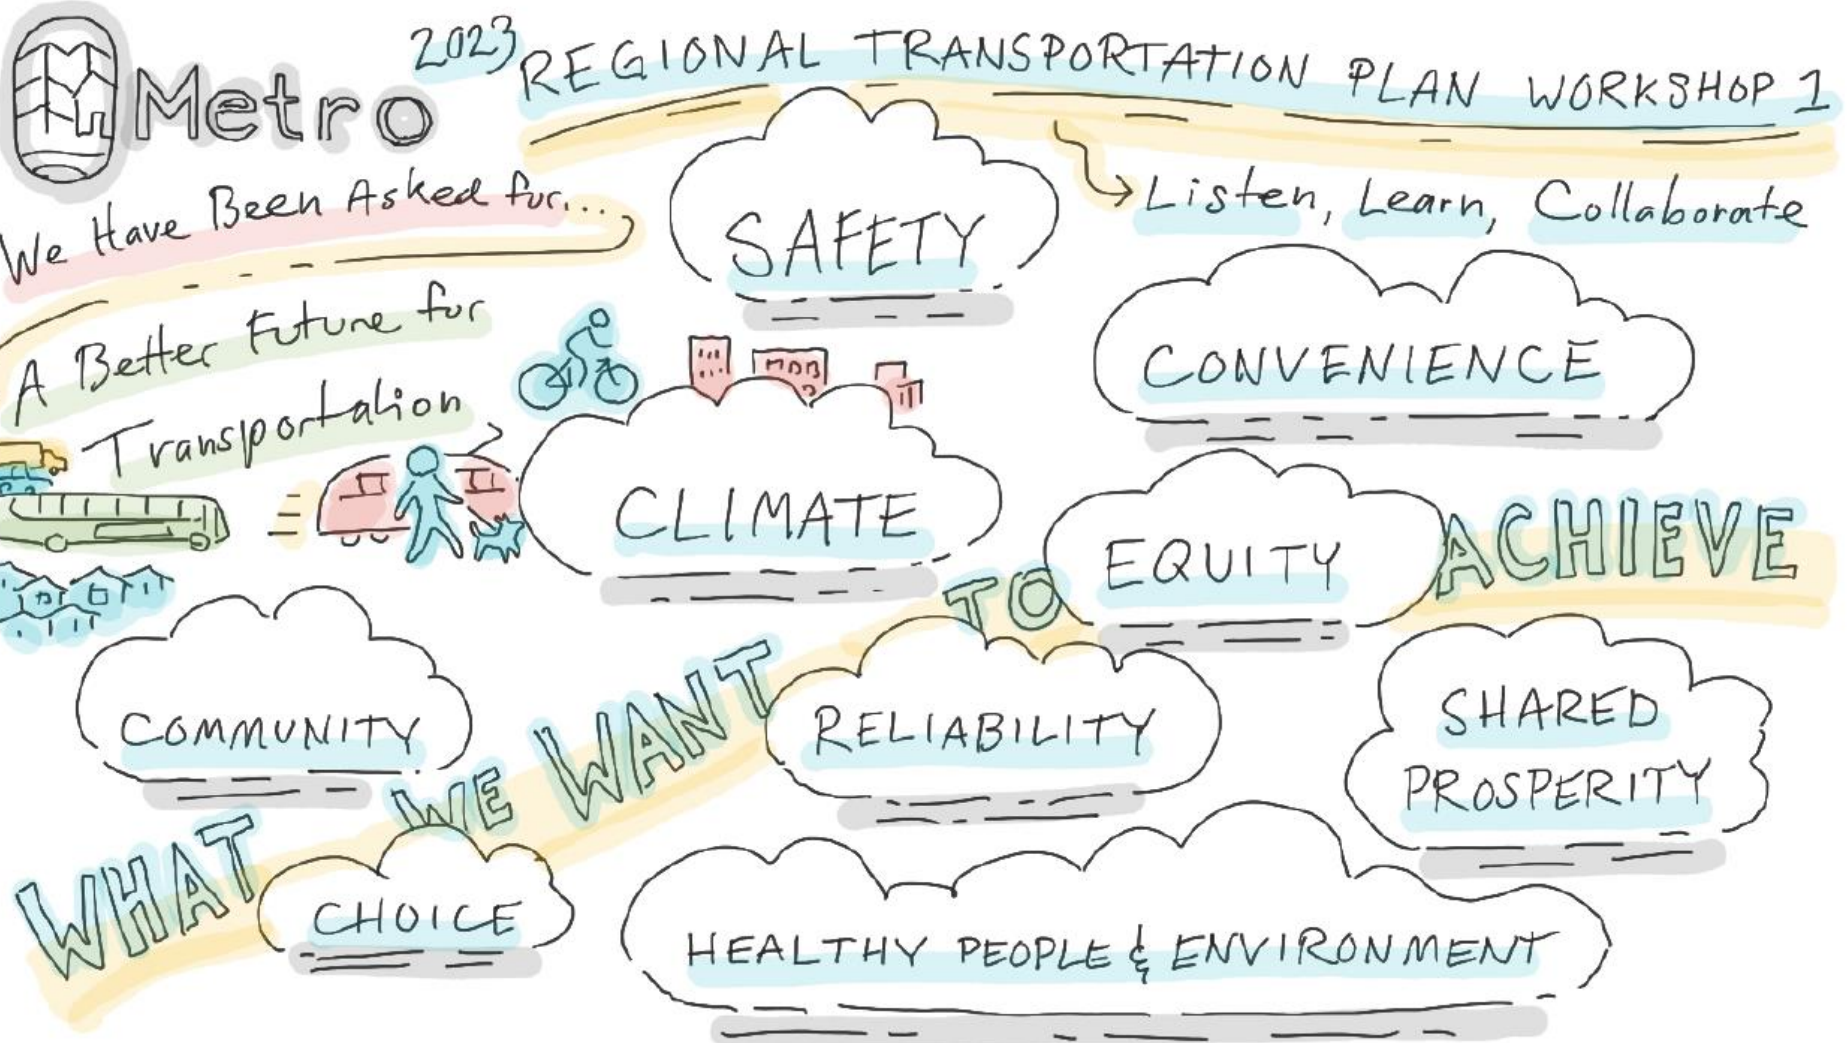 Metro
2023 REGIONAL TRANSPORTATION PLAN WORKSHOP 1
Listen, Learn, Collaborate
We Have Been Asked for...
A Better Future for
Transportation
SAFETY
CONVENIENCE
CLIMATE
EQUITY
COMMUNITY
RELIABILITY
SHARED
PROSPERITY
CHOICE
HEALTHY PEOPLE & ENVIRONMENT
WHAT WE WANT TO ACHIEVE